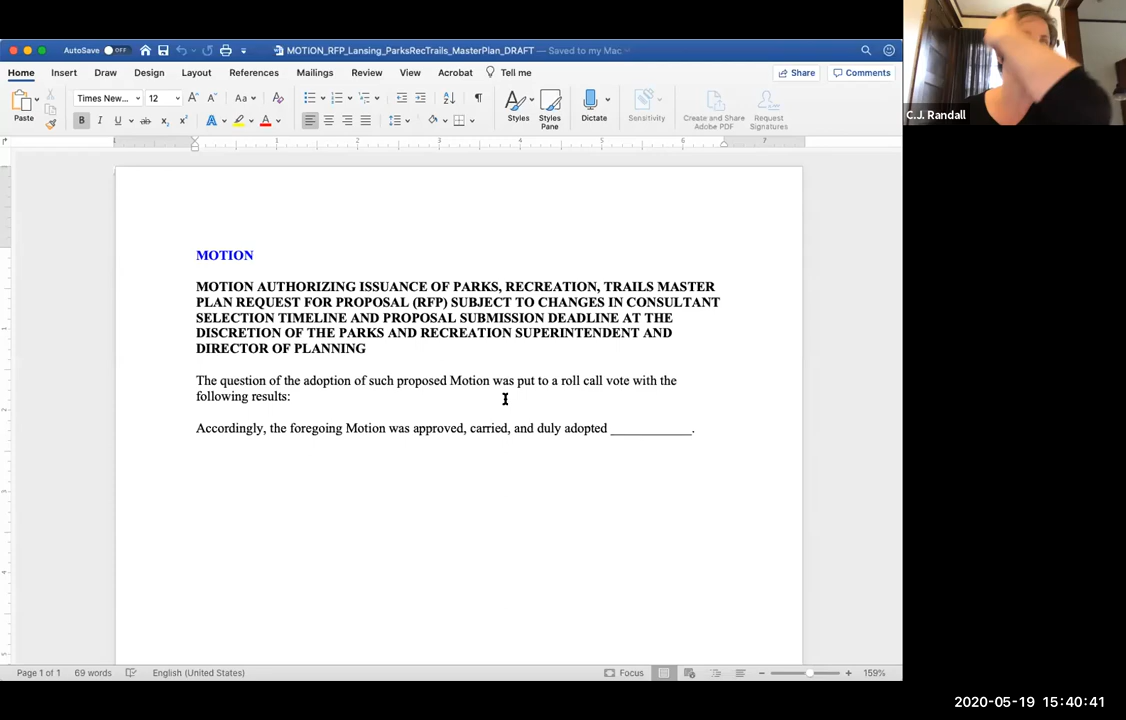 AutoSave OFF
MOTION_RFP_Lansing_ParksRecTrails_MasterPlan_DRAFT — Saved to my Mac
Home Insert Draw Design Layout References Mailings Review View Acrobat Tell me
Share Comments
Paste
Times New... 12
Styles
Styles Pane
Dictate
Sensitivity
Create and Share Adobe PDF
Request Signatures
C.J. Randall
MOTION
MOTION AUTHORIZING ISSUANCE OF PARKS, RECREATION, TRAILS MASTER
PLAN REQUEST FOR PROPOSAL (RFP) SUBJECT TO CHANGES IN CONSULTANT
SELECTION TIMELINE AND PROPOSAL SUBMISSION DEADLINE AT THE
DISCRETION OF THE PARKS AND RECREATION SUPERINTENDENT AND
DIRECTOR OF PLANNING
The question of the adoption of such proposed Motion was put to a roll call vote with the
following results:
Accordingly, the foregoing Motion was approved, carried, and duly adopted ____________.
Page 1 of 1 69 words English (United States) Focus 159%
2020-05-19 15:40:41